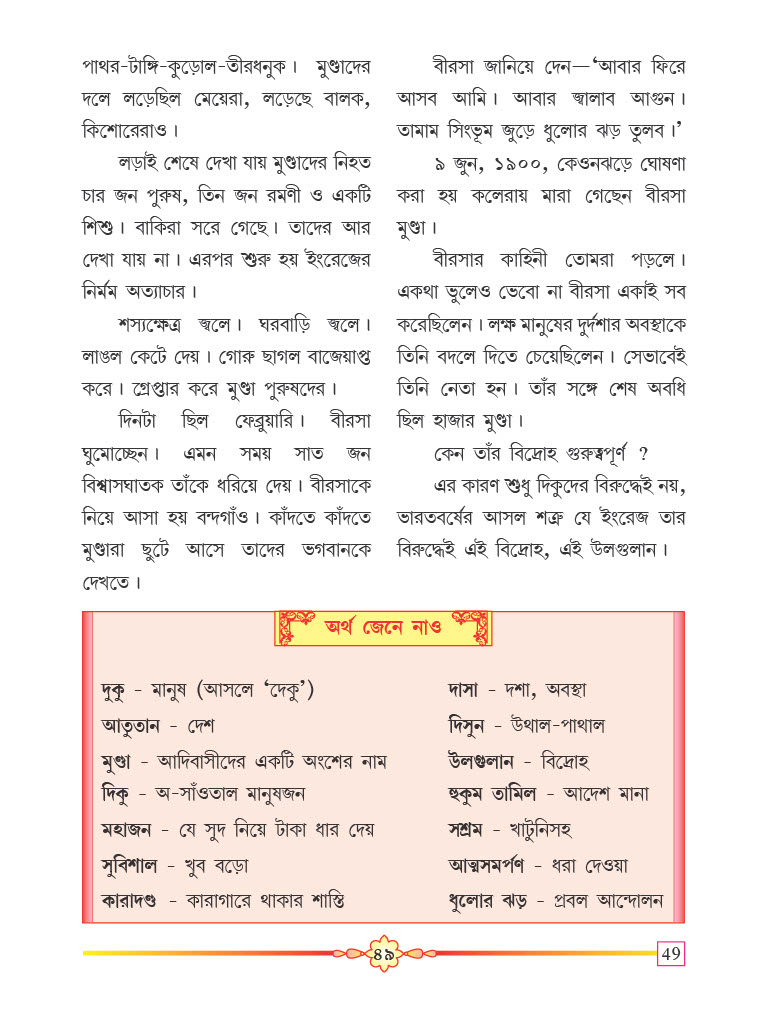 পাথর-টাঙ্গি-কুড়োল-তীরধনুক। মুণ্ডাদের
দলে লড়েছিল মেয়েরা, লড়েছে বালক,
কিশোরেরাও।
লড়াই শেষে দেখা যায় মুণ্ডাদের নিহত
চার জন পুরুষ, তিন জন রমণী ও একটি
শিশু। বাকিরা সরে গেছে। তাদের আর
দেখা যায় না। এরপর শুরু হয় ইংরেজের
নির্মম অত্যাচার।
শস্যক্ষেত্র জ্বলে। ঘরবাড়ি জ্বলে।
লাঙল কেটে দেয়। গোরু ছাগল বাজেয়াপ্ত
করে। গ্রেপ্তার করে মুণ্ডা পুরুষদের।
দিনটা ছিল ফেব্রুয়ারি। বীরসা
ঘুমোচ্ছেন। এমন সময় সাত জন
বিশ্বাসঘাতক তাঁকে ধরিয়ে দেয়। বীরসাকে
নিয়ে আসা হয় বন্দগাঁও। কাঁদতে কাঁদতে
মুণ্ডারা ছুটে আসে তাদের ভগবানকে
দেখতে।
বীরসা জানিয়ে দেন—‘আবার ফিরে
আসব আমি। আবার জ্বালাব আগুন।
তামাম সিংভূম জুড়ে ধুলোর ঝড় তুলব।’
৯ জুন, ১৯০০, কেওনঝড়ে ঘোষণা
করা হয় কলেরায় মারা গেছেন বীরসা
মুণ্ডা।
বীরসার কাহিনী তোমরা পড়লে।
একথা ভুলেও ভেবো না বীরসা একাই সব
করেছিলেন। লক্ষ মানুষের দুর্দশার অবস্থাকে
তিনি বদলে দিতে চেয়েছিলেন। সেভাবেই
তিনি নেতা হন। তাঁর সঙ্গে শেষ অবধি
ছিল হাজার মুণ্ডা।
কেন তাঁর বিদ্রোহ গুরুত্বপূর্ণ ?
এর কারণ শুধু দিকুদের বিরুদ্ধেই নয়,
ভারতবর্ষের আসল শত্রু যে ইংরেজ তার
বিরুদ্ধেই এই বিদ্রোহ, এই উলগুলান।
অর্থ জেনে নাও
দুকু - মানুষ (আসলে ‘দেকু’)
আতুতান - দেশ
মুণ্ডা - আদিবাসীদের একটি অংশের নাম
দিকু - অ-সাঁওতাল মানুষজন
মহাজন - যে সুদ নিয়ে টাকা ধার দেয়
সুবিশাল - খুব বড়ো
কারাদণ্ড - কারাগারে থাকার শাস্তি
দাসা - দশা, অবস্থা
দিসুন - উথাল-পাথাল
উলগুলান - বিদ্রোহ
হুকুম তামিল - আদেশ মানা
সশ্রম - খাটুনিসহ
আত্মসমর্পণ - ধরা দেওয়া
ধুলোর ঝড় - প্রবল আন্দোলন
৪৯
49